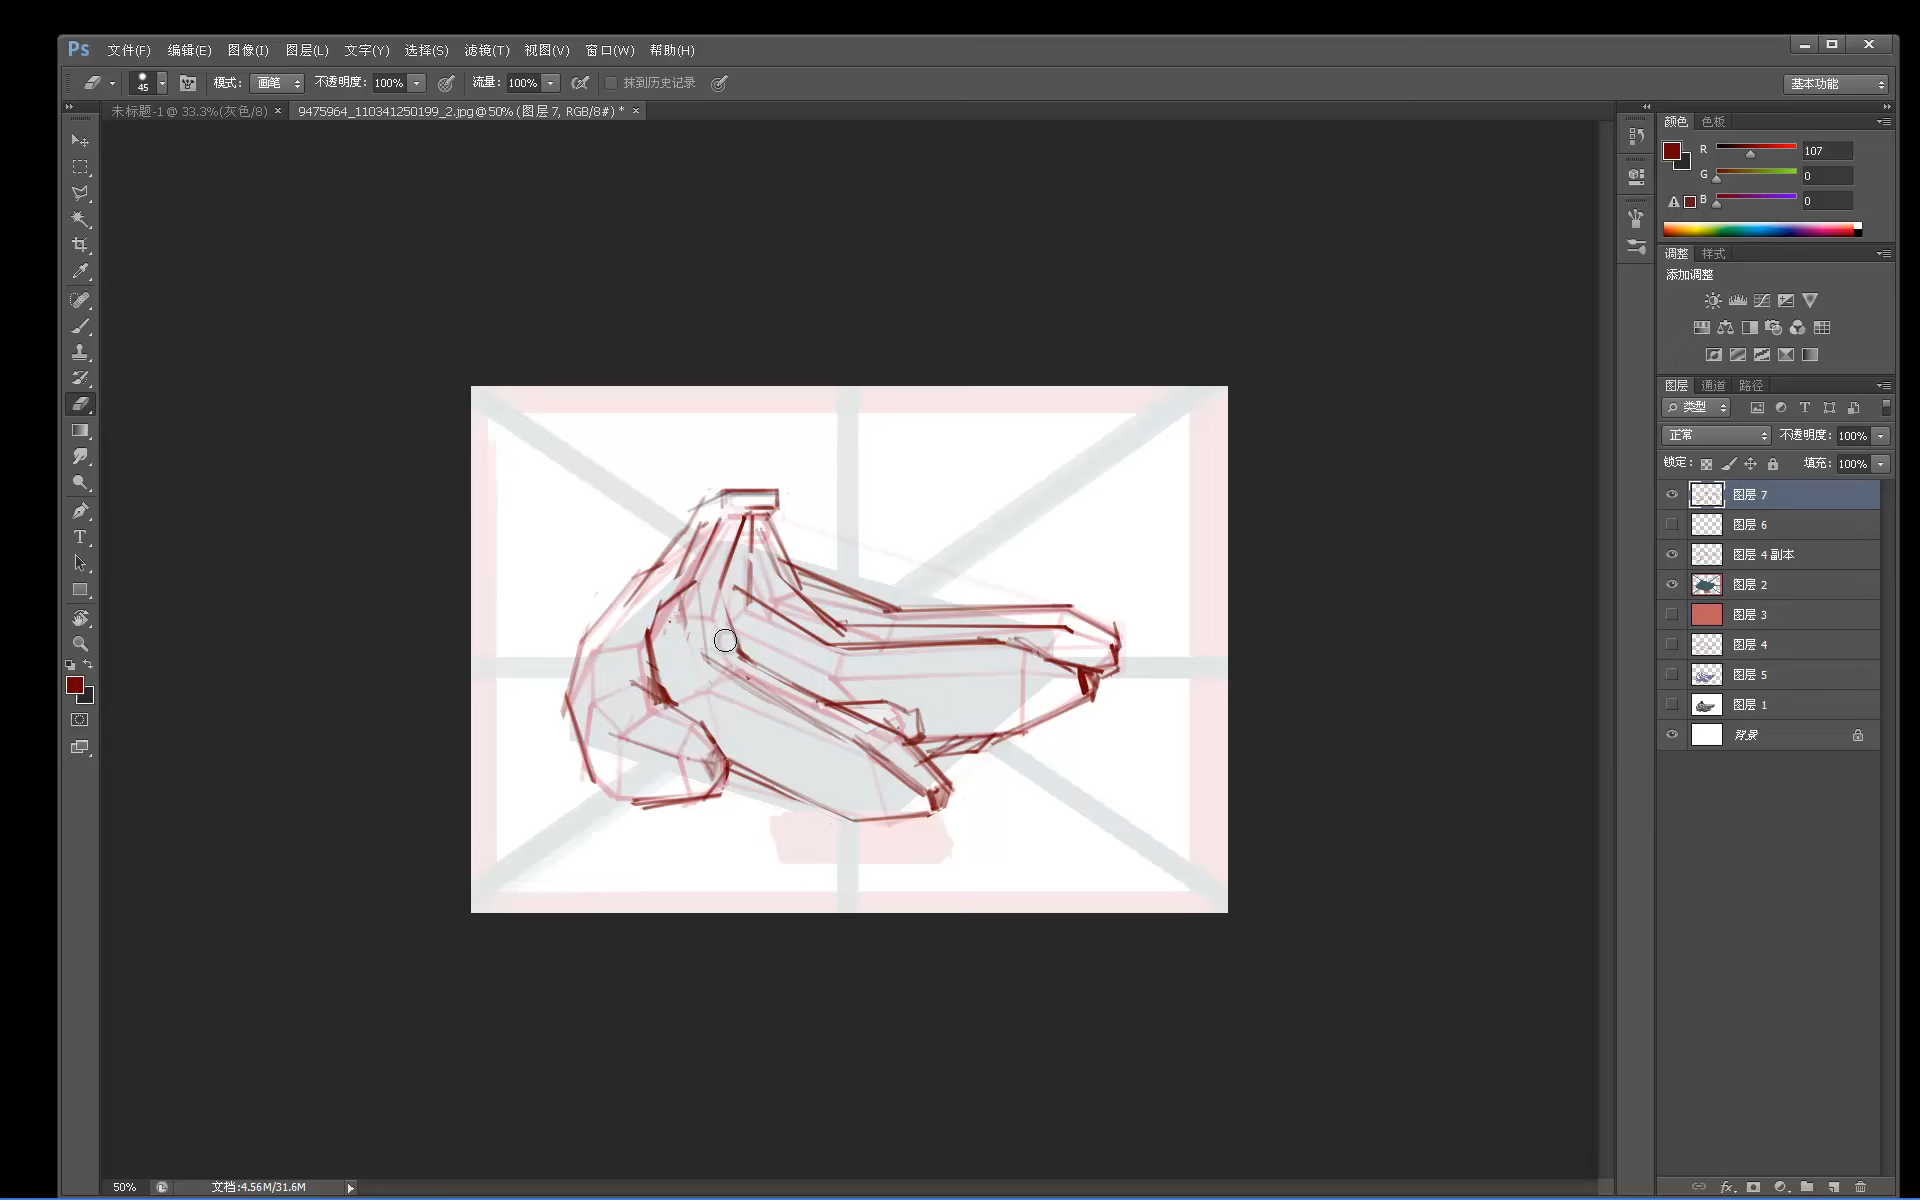 Ps 文件(F) 编辑(E) 图像(I) 图层(L) 文字(Y) 选择(S) 滤镜(T) 视图(V) 窗口(W) 帮助(H)
45 模式: 画笔 不透明度: 100% 流量: 100% 抹到历史记录 基本功能
未标题-1 @ 33.3%(灰色/8) × 9475964_110341250199_2.jpg @ 50% (图层 7, RGB/8#) * ×
颜色 色板
R 107
G 0
B 0
调整 样式
添加调整
图层 通道 路径
类型
正常 不透明度: 100%
锁定: 填充: 100%
图层 7
图层 6
图层 4 副本
图层 2
图层 3
图层 4
图层 5
图层 1
背景
50% 文档:4.56M/31.6M